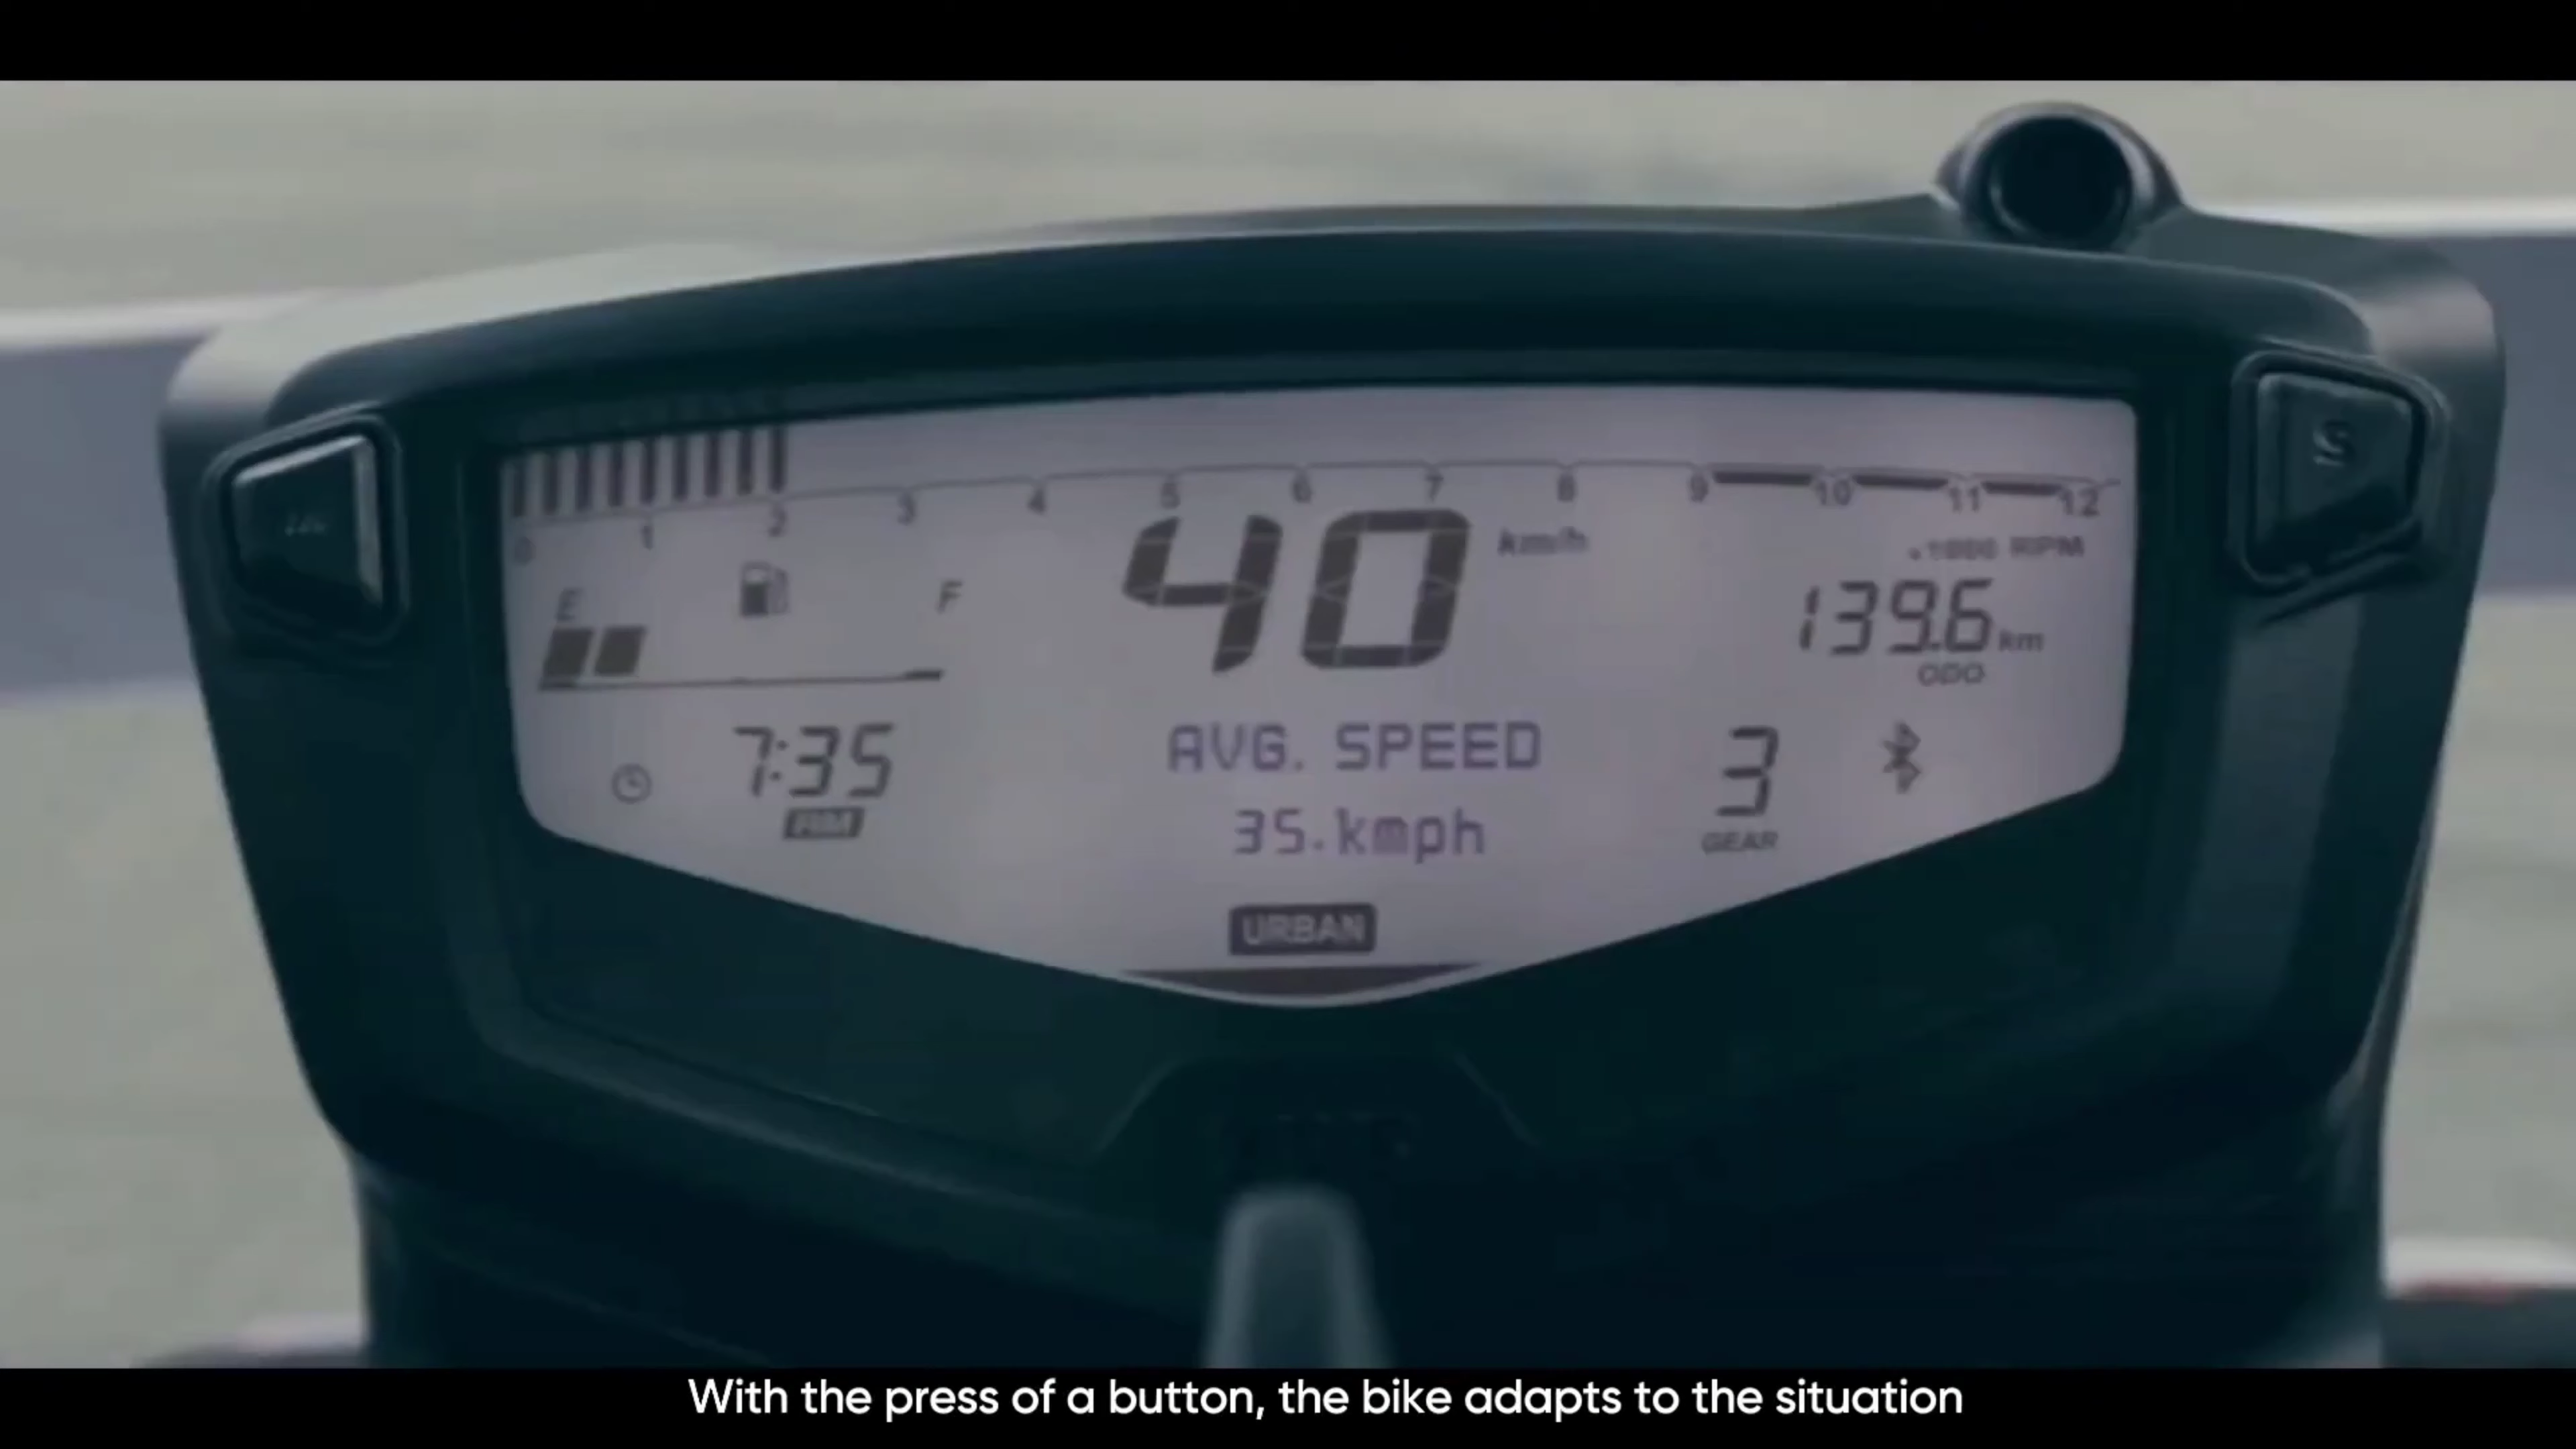 0 1 2 3 4 5 6 7 8 9 10 11 12
x1000 RPM
E F
40 km/h
139.6 km
ODO
7:35
AVG. SPEED
35.kmph
3
GEAR
URBAN
S
With the press of a button, the bike adapts to the situation